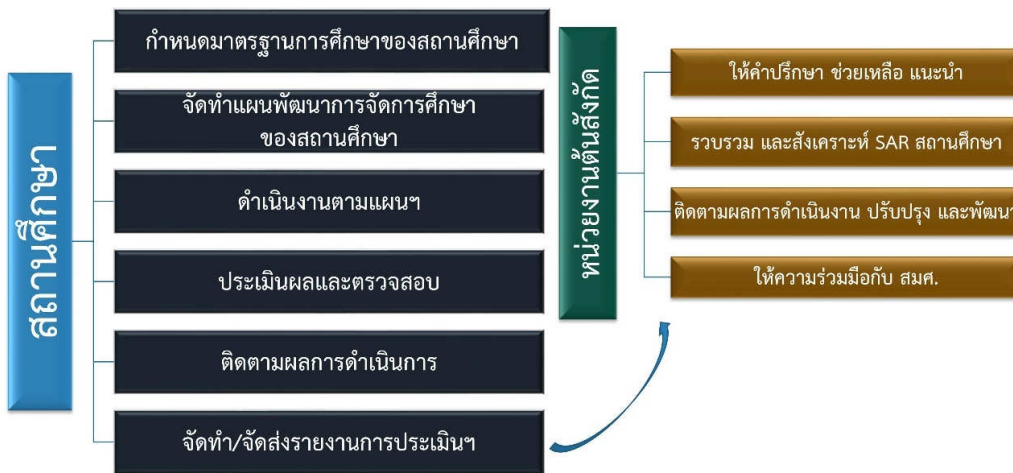 สถานศึกษา
กำหนดมาตรฐานการศึกษาของสถานศึกษา
จัดทำแผนพัฒนาการจัดการศึกษา
ของสถานศึกษา
ดำเนินงานตามแผนฯ
ประเมินผลและตรวจสอบ
ติดตามผลการดำเนินการ
จัดทำ/จัดส่งรายงานการประเมินฯ
หน่วยงานต้นสังกัด
ให้คำปรึกษา ช่วยเหลือ แนะนำ
รวบรวม และสังเคราะห์ SAR สถานศึกษา
ติดตามผลการดำเนินงาน ปรับปรุง และพัฒนา
ให้ความร่วมมือกับ สมศ.